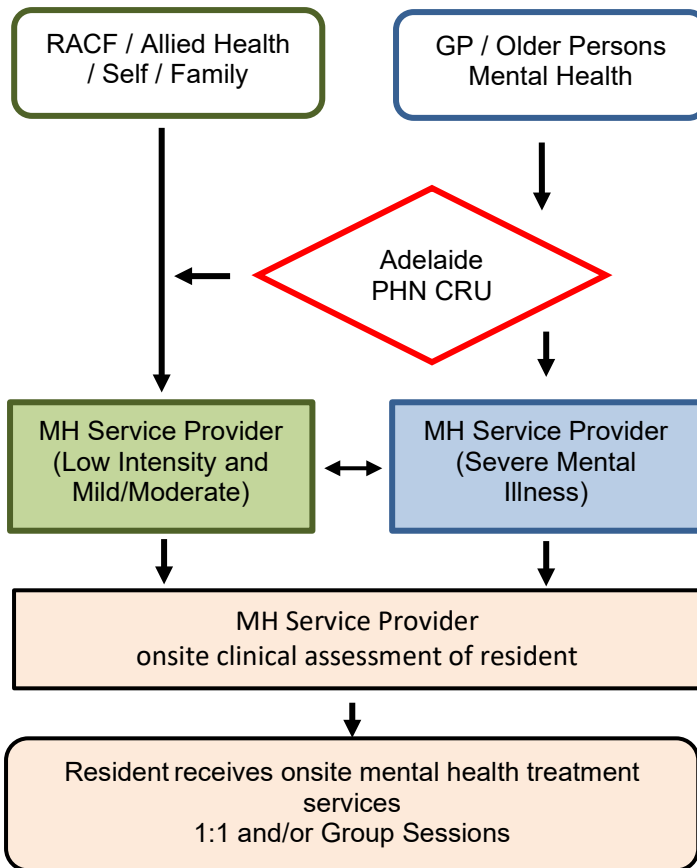 RACF / Allied Health
/ Self / Family
GP / Older Persons
Mental Health
Adelaide
PHN CRU
MH Service Provider
(Low Intensity and
Mild/Moderate)
MH Service Provider
(Severe Mental
Illness)
MH Service Provider
onsite clinical assessment of resident
Resident receives onsite mental health treatment
services
1:1 and/or Group Sessions